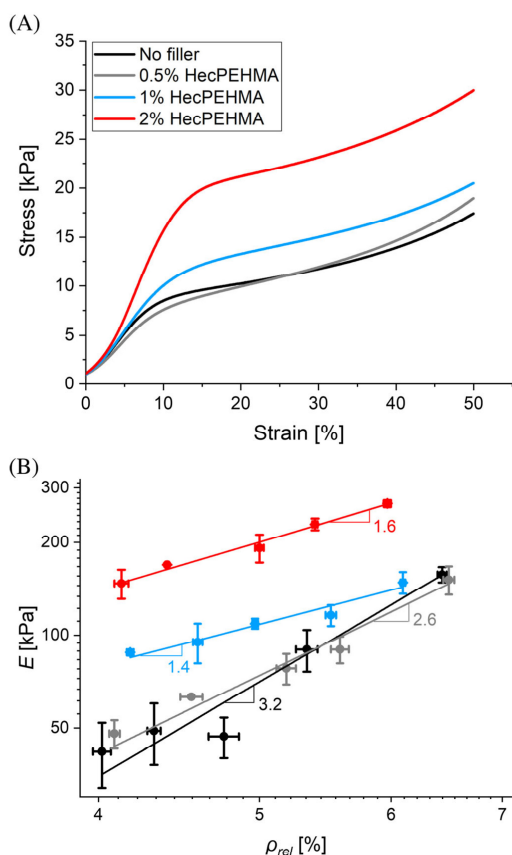 (A)
35
30
25
20
15
10
5
0
Stress [kPa]
No filler
0.5% HecPEHMA
1% HecPEHMA
2% HecPEHMA
0 10 20 30 40 50
Strain [%]
(B)
300
200
100
50
E [kPa]
1.6
2.6
1.4
3.2
4 5 6 7
ρrel [%]